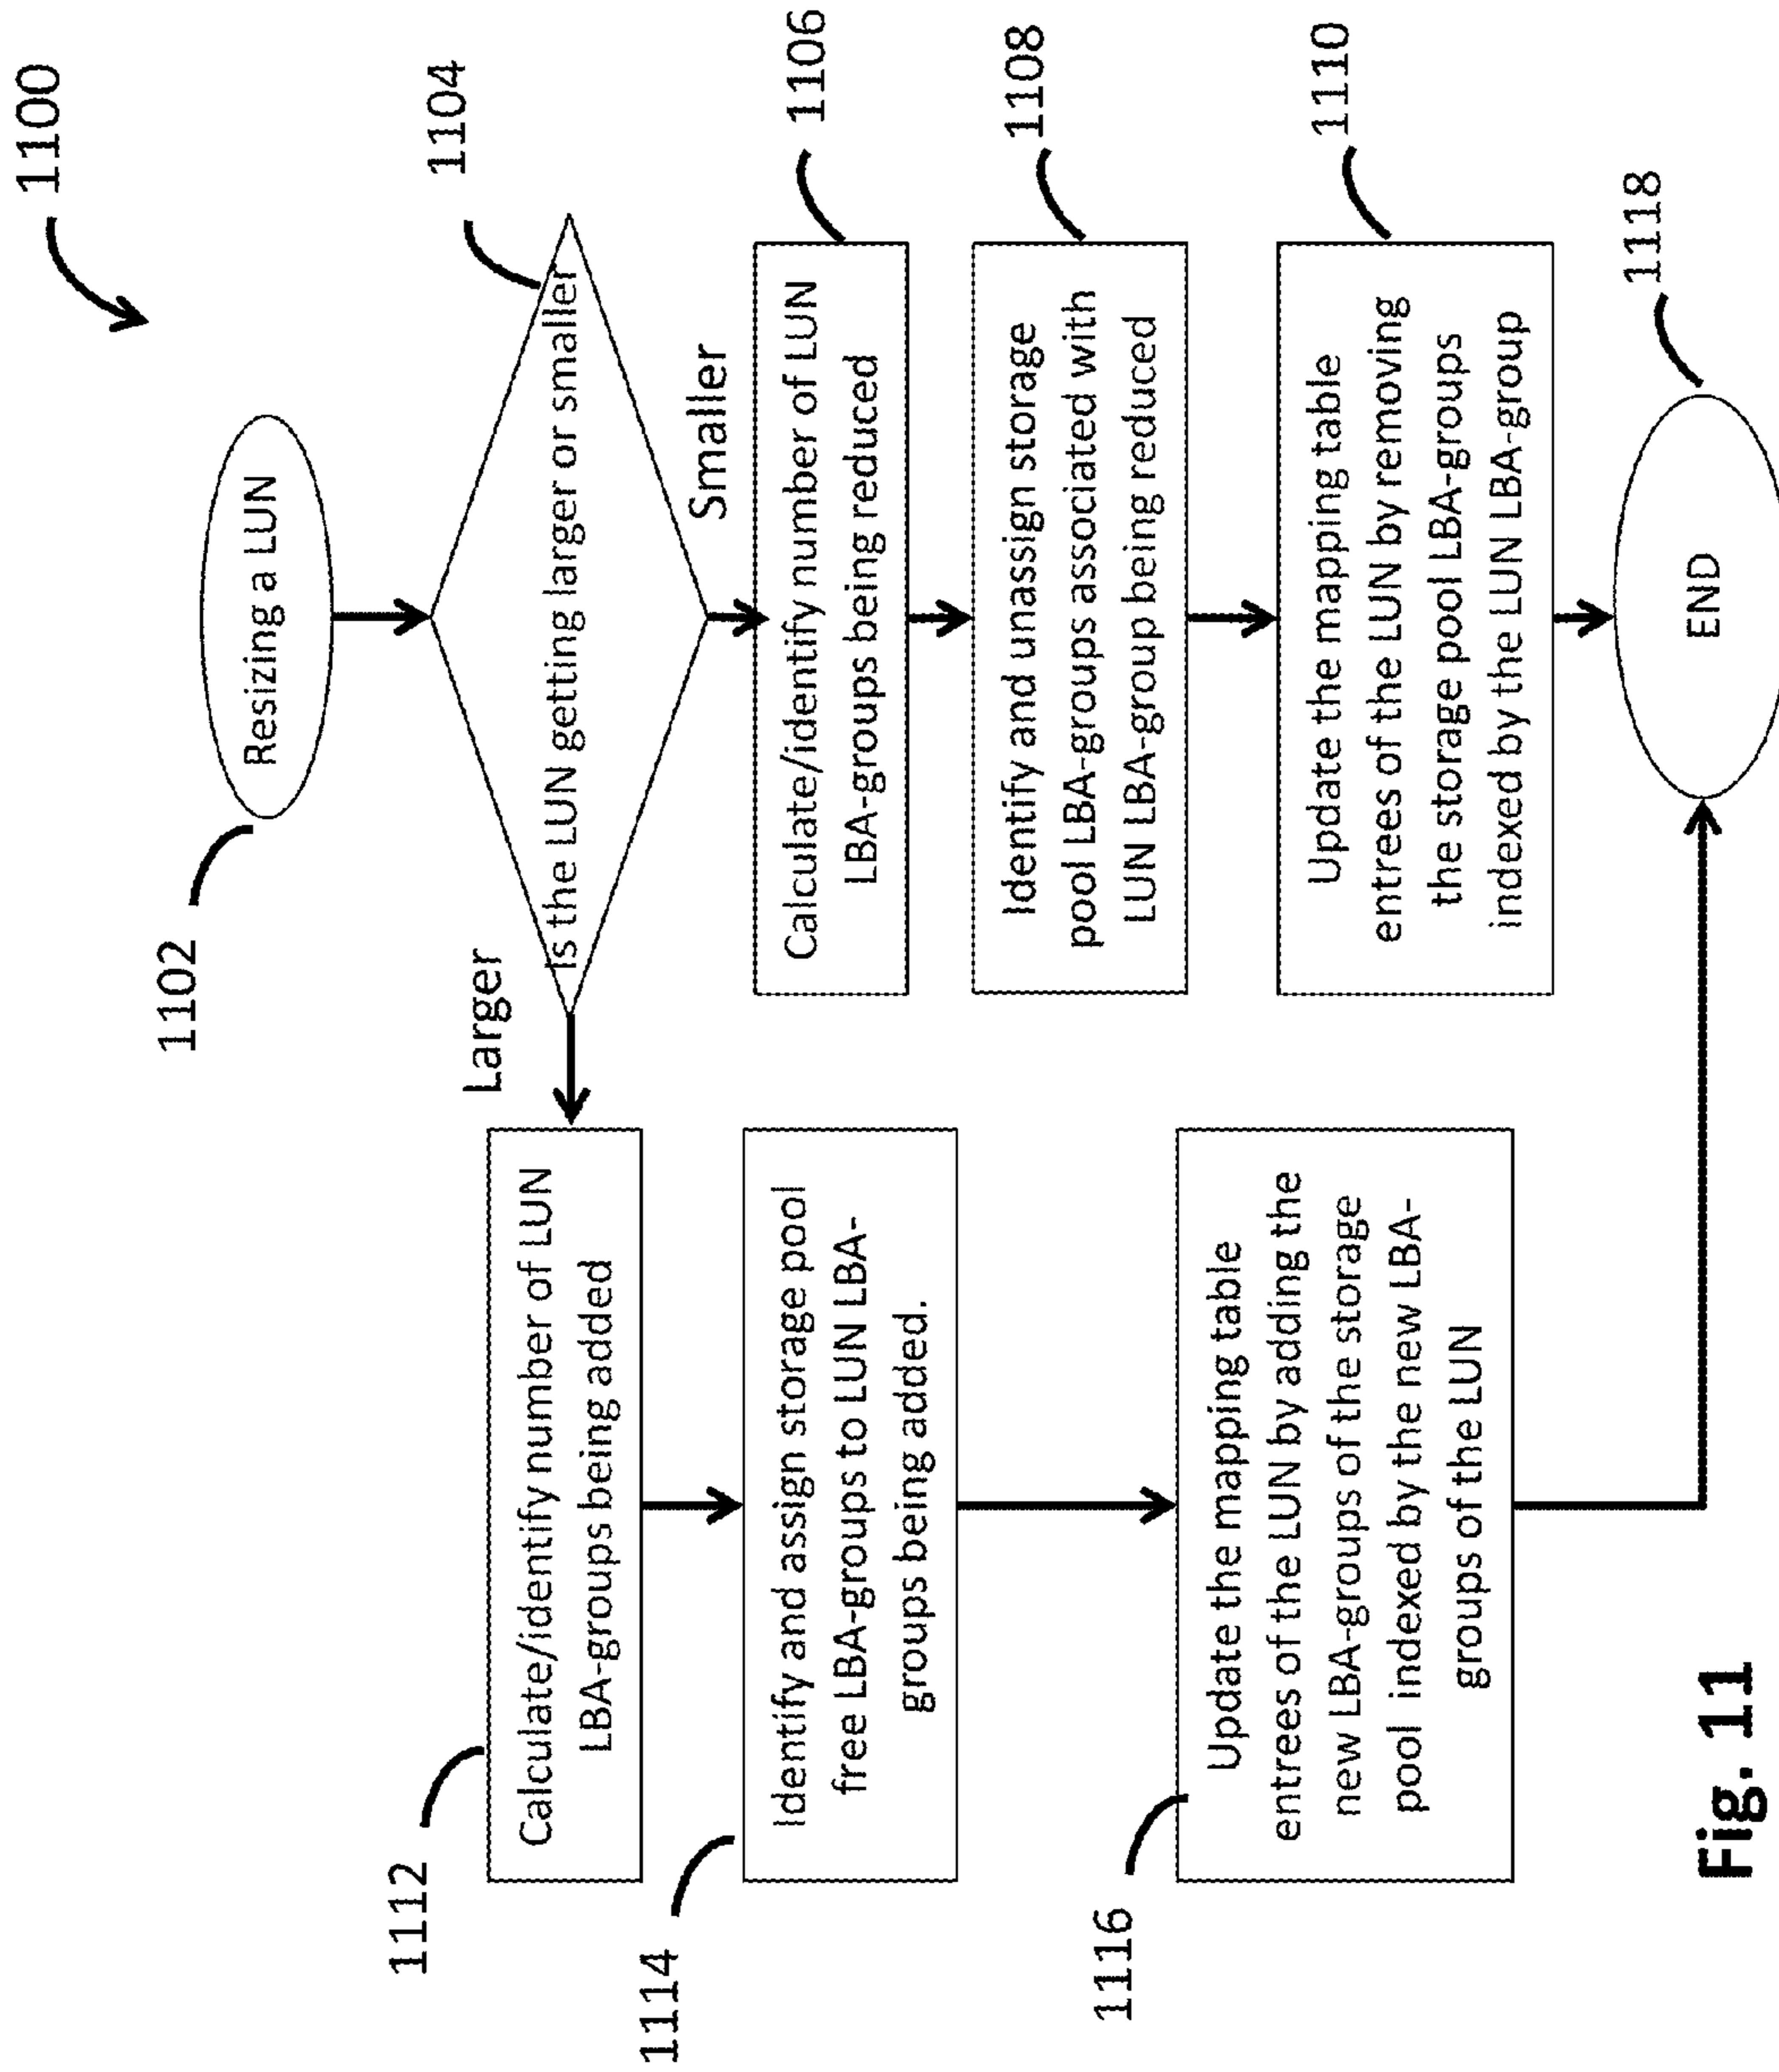 1100
1102
Resizing a LUN
1104
Is the LUN getting larger or smaller
Larger
Smaller
1106
Calculate/identify number of LUN
LBA-groups being reduced
1108
Identify and unassign storage
pool LBA-groups associated with
LUN LBA-group being reduced
1110
Update the mapping table
entrees of the LUN by removing
the storage pool LBA-groups
indexed by the LUN LBA-group
1112
Calculate/identify number of LUN
LBA-groups being added
1114
Identify and assign storage pool
free LBA-groups to LUN LBA-
groups being added.
1116
Update the mapping table
entrees of the LUN by adding the
new LBA-groups of the storage
pool indexed by the new LBA-
groups of the LUN
1118
END
Fig. 11